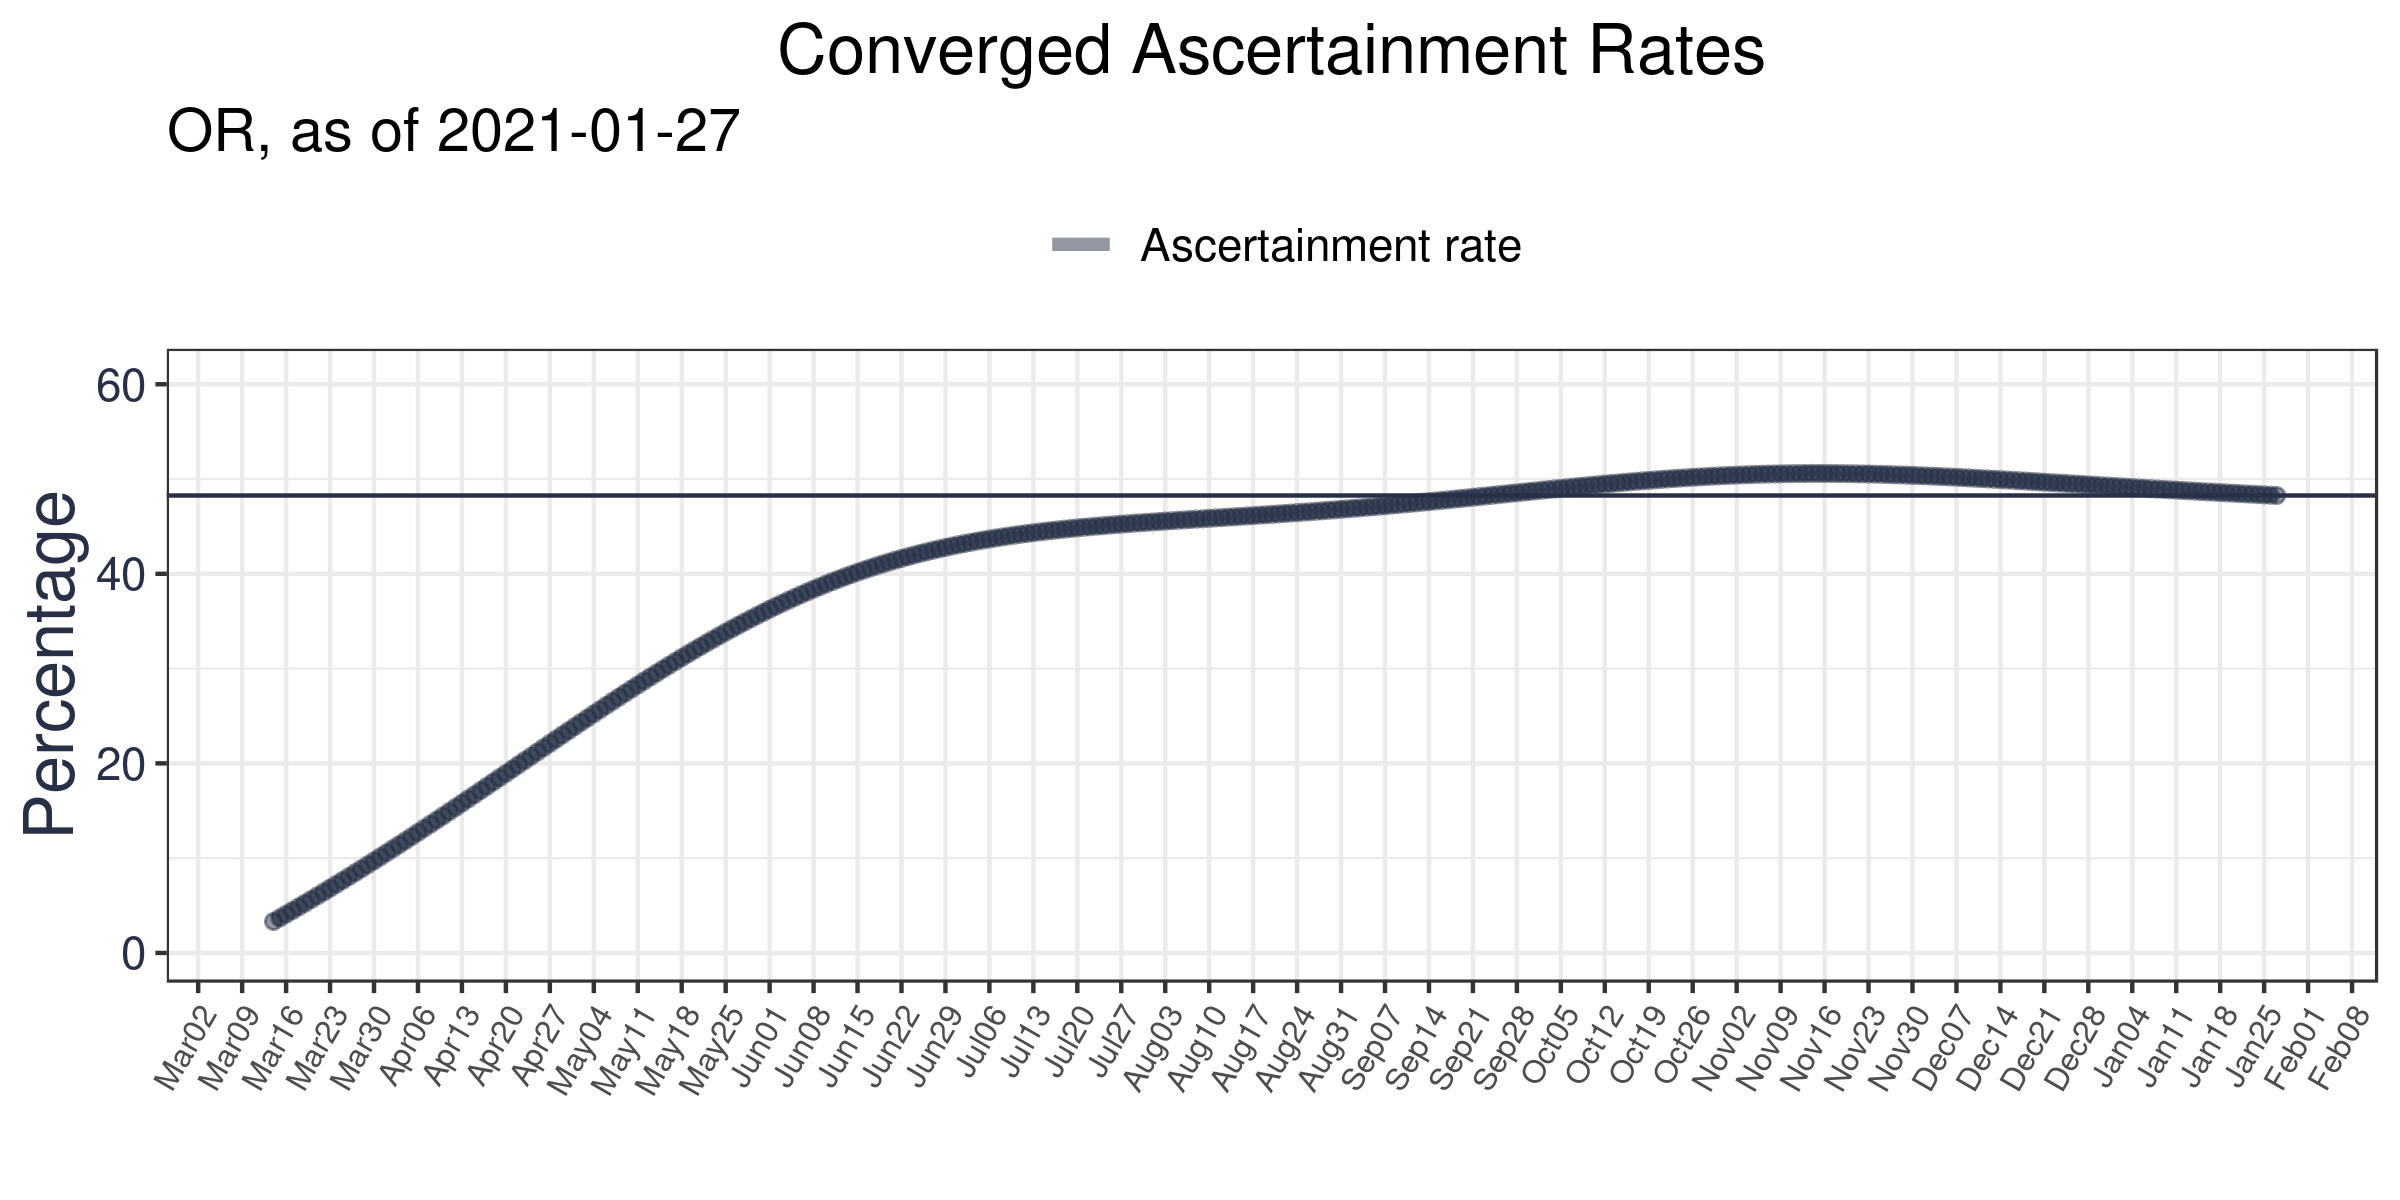 Converged Ascertainment Rates
OR, as of 2021-01-27
Ascertainment rate
Percentage
60
40
20
0
Mar02 Mar09 Mar16 Mar23 Mar30 Apr06 Apr13 Apr20 Apr27 May04 May11 May18 May25 Jun01 Jun08 Jun15 Jun22 Jun29 Jul06 Jul13 Jul20 Jul27 Aug03 Aug10 Aug17 Aug24 Aug31 Sep07 Sep14 Sep21 Sep28 Oct05 Oct12 Oct19 Oct26 Nov02 Nov09 Nov16 Nov23 Nov30 Dec07 Dec14 Dec21 Dec28 Jan04 Jan11 Jan18 Jan25 Feb01 Feb08